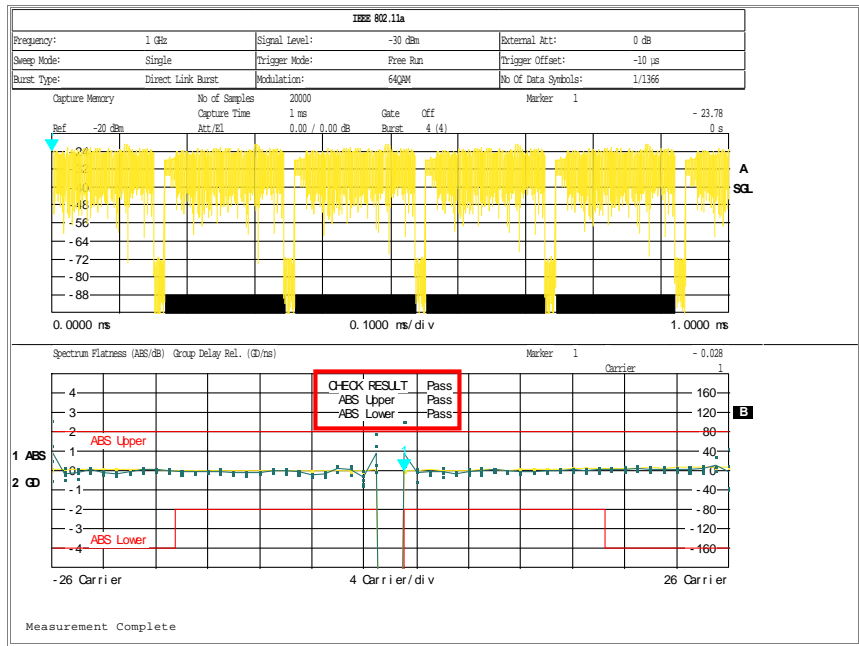 IEEE 802.11a
Frequency: 1 GHz Signal Level: -30 dBm External Att: 0 dB
Sweep Mode: Single Trigger Mode: Free Run Trigger Offset: -10 µs
Burst Type: Direct Link Burst Modulation: 64QAM No Of Data Symbols: 1/1366
Capture Memory No of Samples 20000 Marker 1
Capture Time 1 ms Gate Off - 23.78
Ref -20 dBm Att/El 0.00 / 0.00 dB Burst 4 (4) 0 s
-24
-32
A
-40
SGL
-48
-56
-64
-72
-80
-88
0.0000 ms 0.1000 ms/div 1.0000 ms
Spectrum Flatness (ABS/dB) Group Delay Rel. (GD/ns) Marker 1 - 0.028
Carrier 1
CHECK RESULT Pass
4 ABS Upper Pass 160
3 ABS Lower Pass 120 B
2 80
ABS Upper
1 ABS 1 40
0 0
2 GD
-1 -40
-2 -80
-3 -120
ABS Lower
-4 -160
-26 Carrier 4 Carrier/div 26 Carrier
Measurement Complete